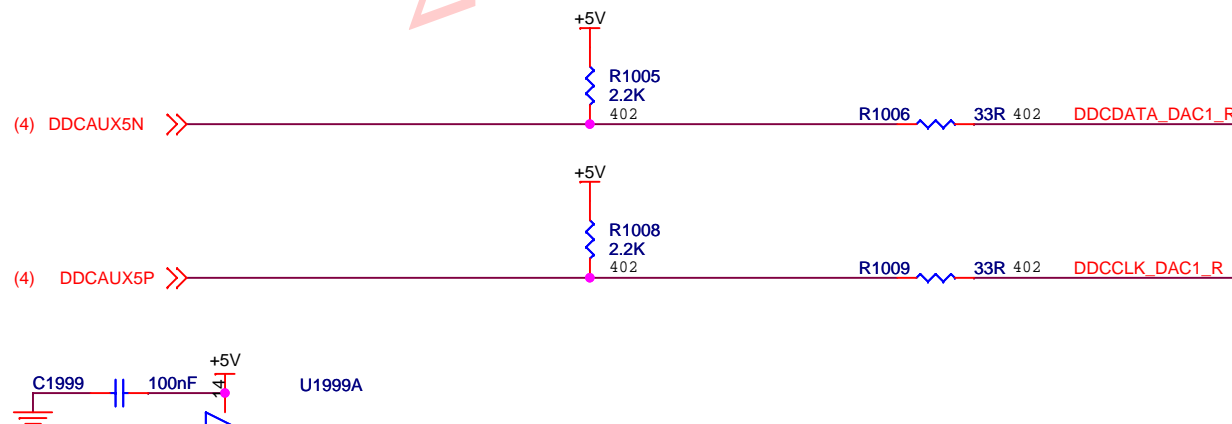 +5V
R1005
2.2K
402
(4) DDCAUX5N
R1006 33R 402 DDCDATA_DAC1_R
+5V
R1008
2.2K
402
(4) DDCAUX5P
R1009 33R 402 DDCCLK_DAC1_R
+5V
C1999 100nF 14 U1999A